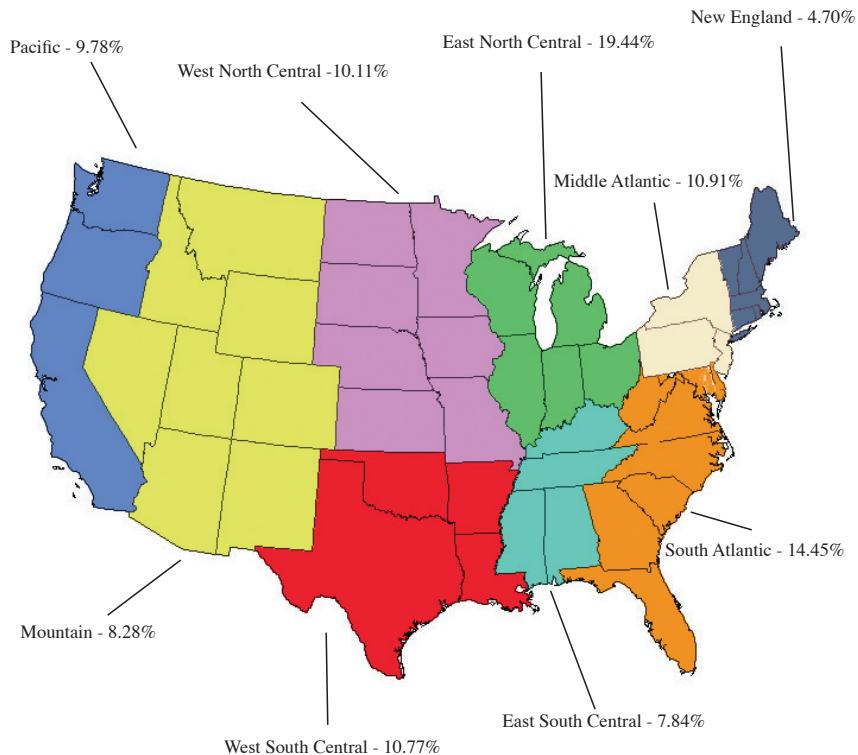 New England - 4.70%
Pacific - 9.78%
East North Central - 19.44%
West North Central -10.11%
Middle Atlantic - 10.91%
South Atlantic - 14.45%
Mountain - 8.28%
East South Central - 7.84%
West South Central - 10.77%